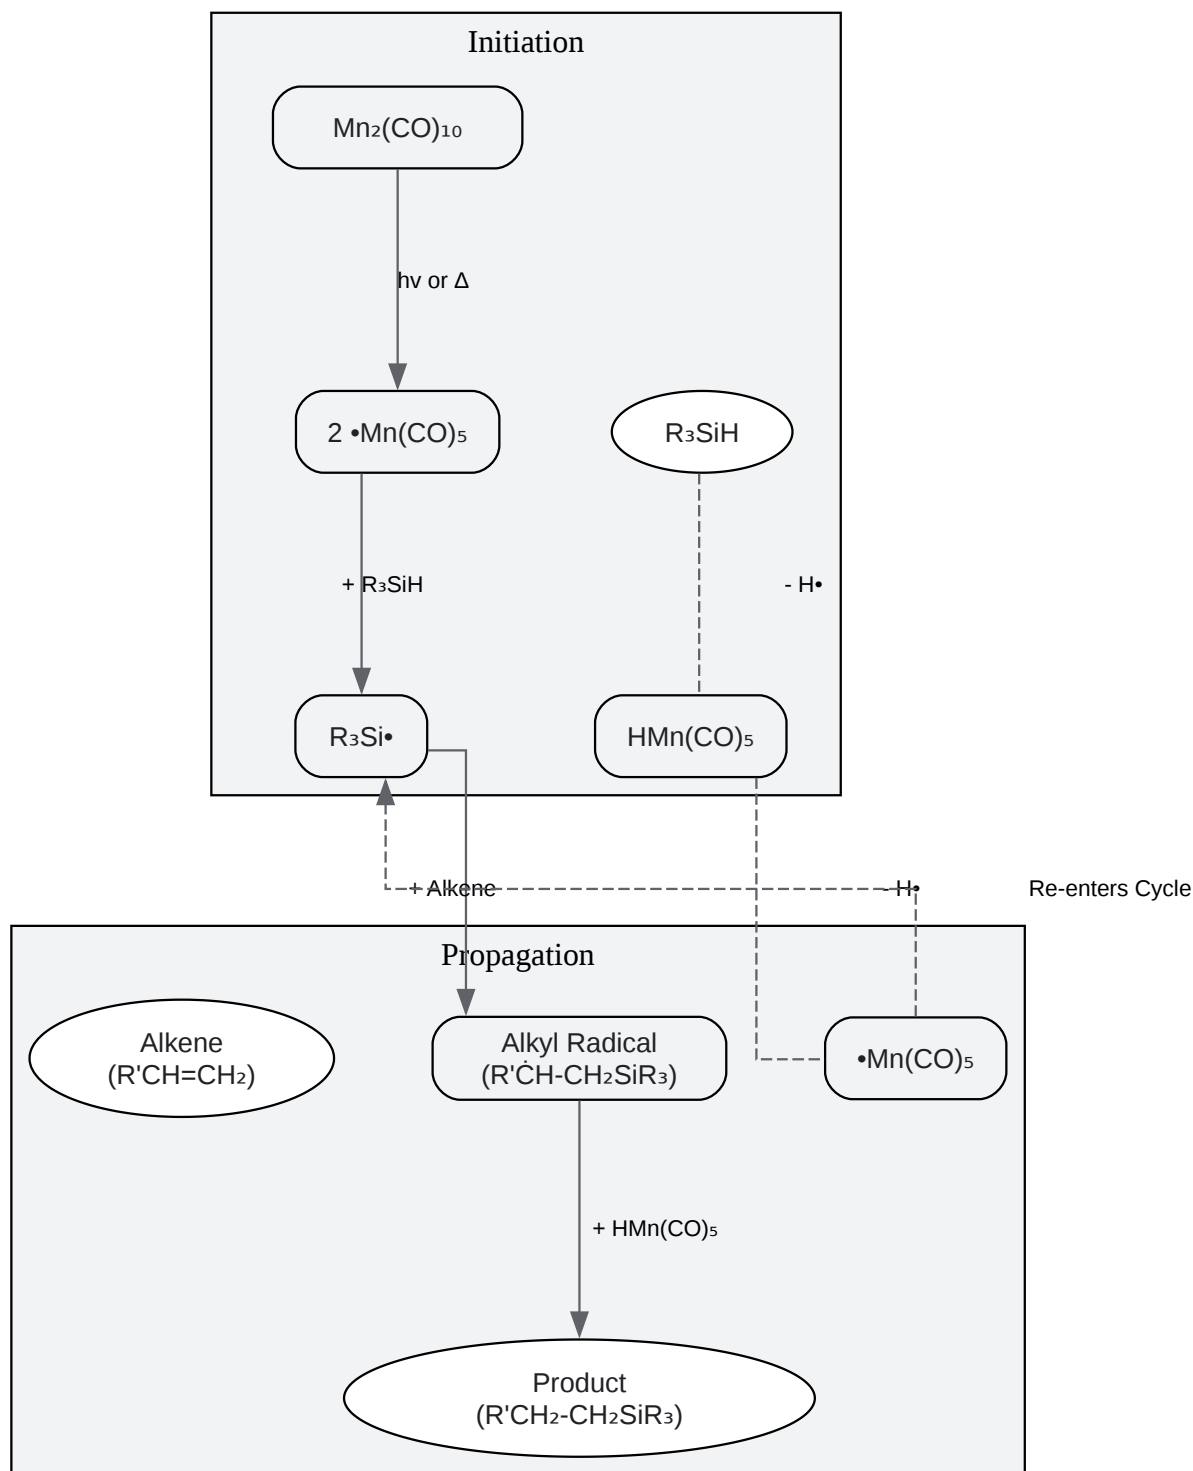 Initiation
Mn₂(CO)₁₀
hv or Δ
2 •Mn(CO)₅
R₃SiH
+ R₃SiH
- H•
R₃Si•
HMn(CO)₅
+ Alkene
- H•
Re-enters Cycle
Propagation
Alkene
(R'CH=CH₂)
Alkyl Radical
(R'ĊH-CH₂SiR₃)
•Mn(CO)₅
+ HMn(CO)₅
Product
(R'CH₂-CH₂SiR₃)